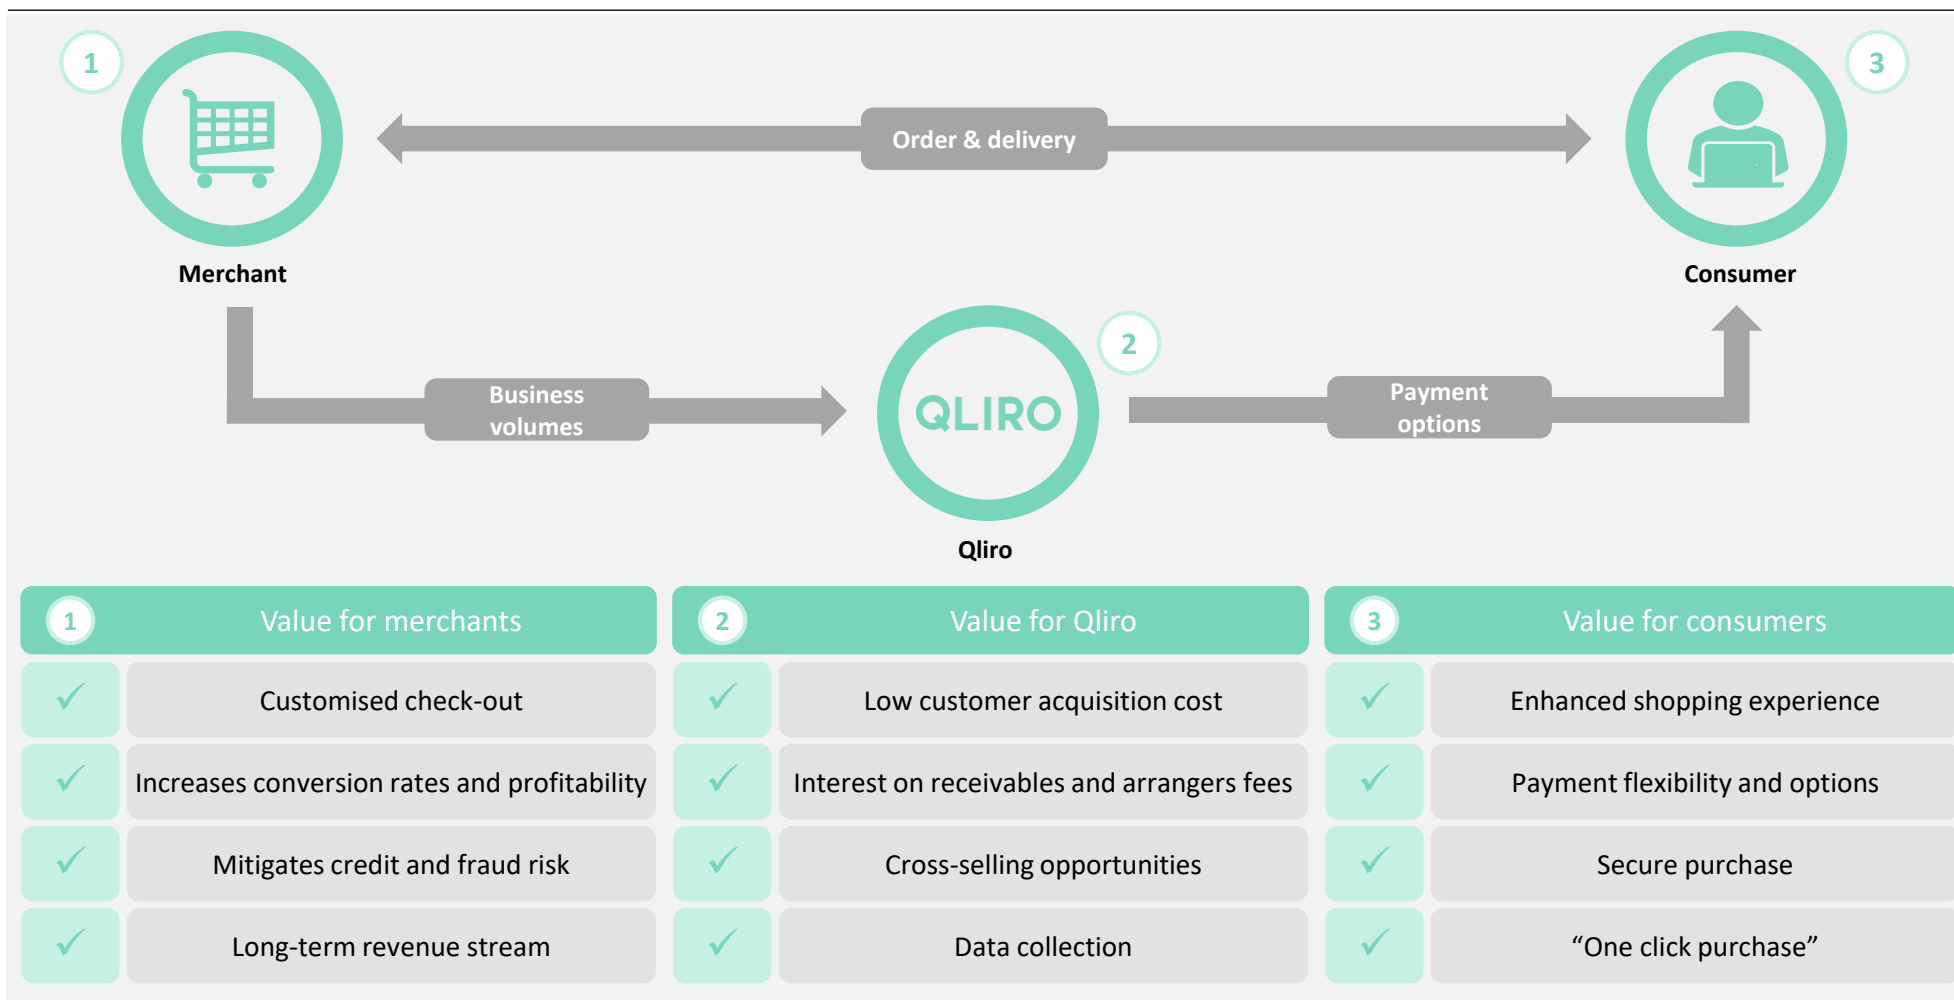 1
3
Order & delivery
Merchant
Consumer
2
Business
volumes
QLIRO
Payment
options
Qliro
1 Value for merchants
2 Value for Qliro
3 Value for consumers
Customised check-out
Low customer acquisition cost
Enhanced shopping experience
Increases conversion rates and profitability
Interest on receivables and arrangers fees
Payment flexibility and options
Mitigates credit and fraud risk
Cross-selling opportunities
Secure purchase
Long-term revenue stream
Data collection
“One click purchase”